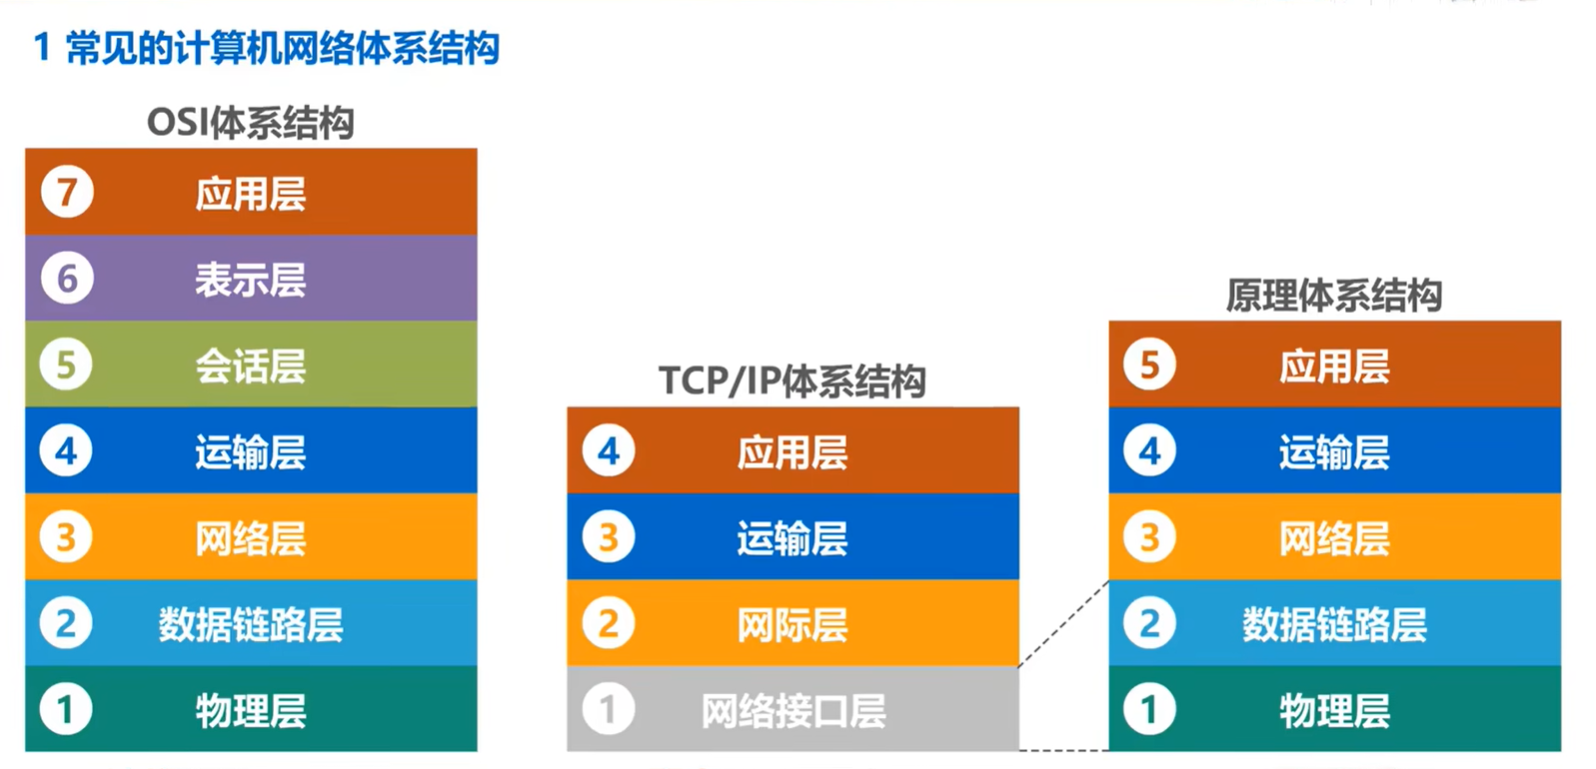 1 常见的计算机网络体系结构
OSI体系结构
7 应用层
6 表示层
5 会话层
4 运输层
3 网络层
2 数据链路层
1 物理层
TCP/IP体系结构
4 应用层
3 运输层
2 网际层
1 网络接口层
原理体系结构
5 应用层
4 运输层
3 网络层
2 数据链路层
1 物理层